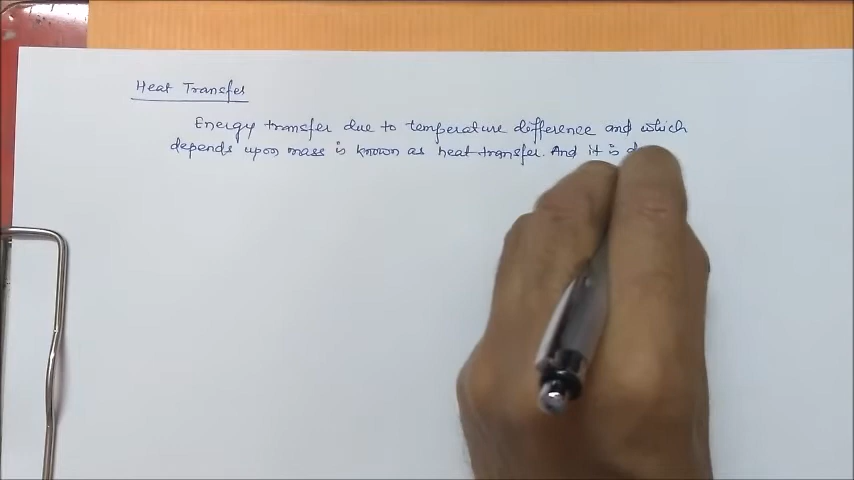 Heat Transfer
Energy transfer due to temperature difference and which
depends upon mass is known as heat transfer. And it is